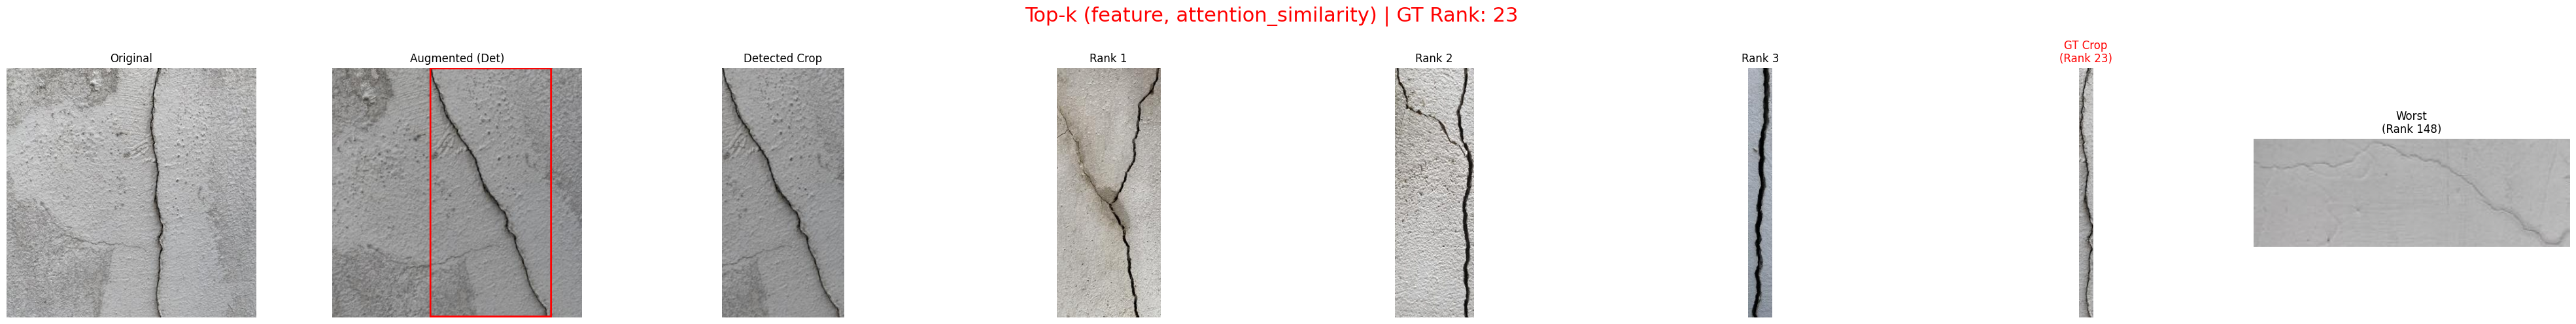 Top-k (feature, attention_similarity) | GT Rank: 23
Original
Augmented (Det)
Detected Crop
Rank 1
Rank 2
Rank 3
GT Crop
(Rank 23)
Worst
(Rank 148)